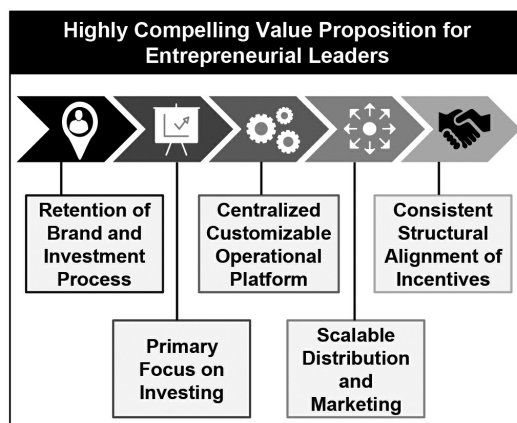 Highly Compelling Value Proposition for
Entrepreneurial Leaders
Retention of
Brand and
Investment
Process
Centralized
Customizable
Operational
Platform
Consistent
Structural
Alignment of
Incentives
Primary
Focus on
Investing
Scalable
Distribution
and
Marketing